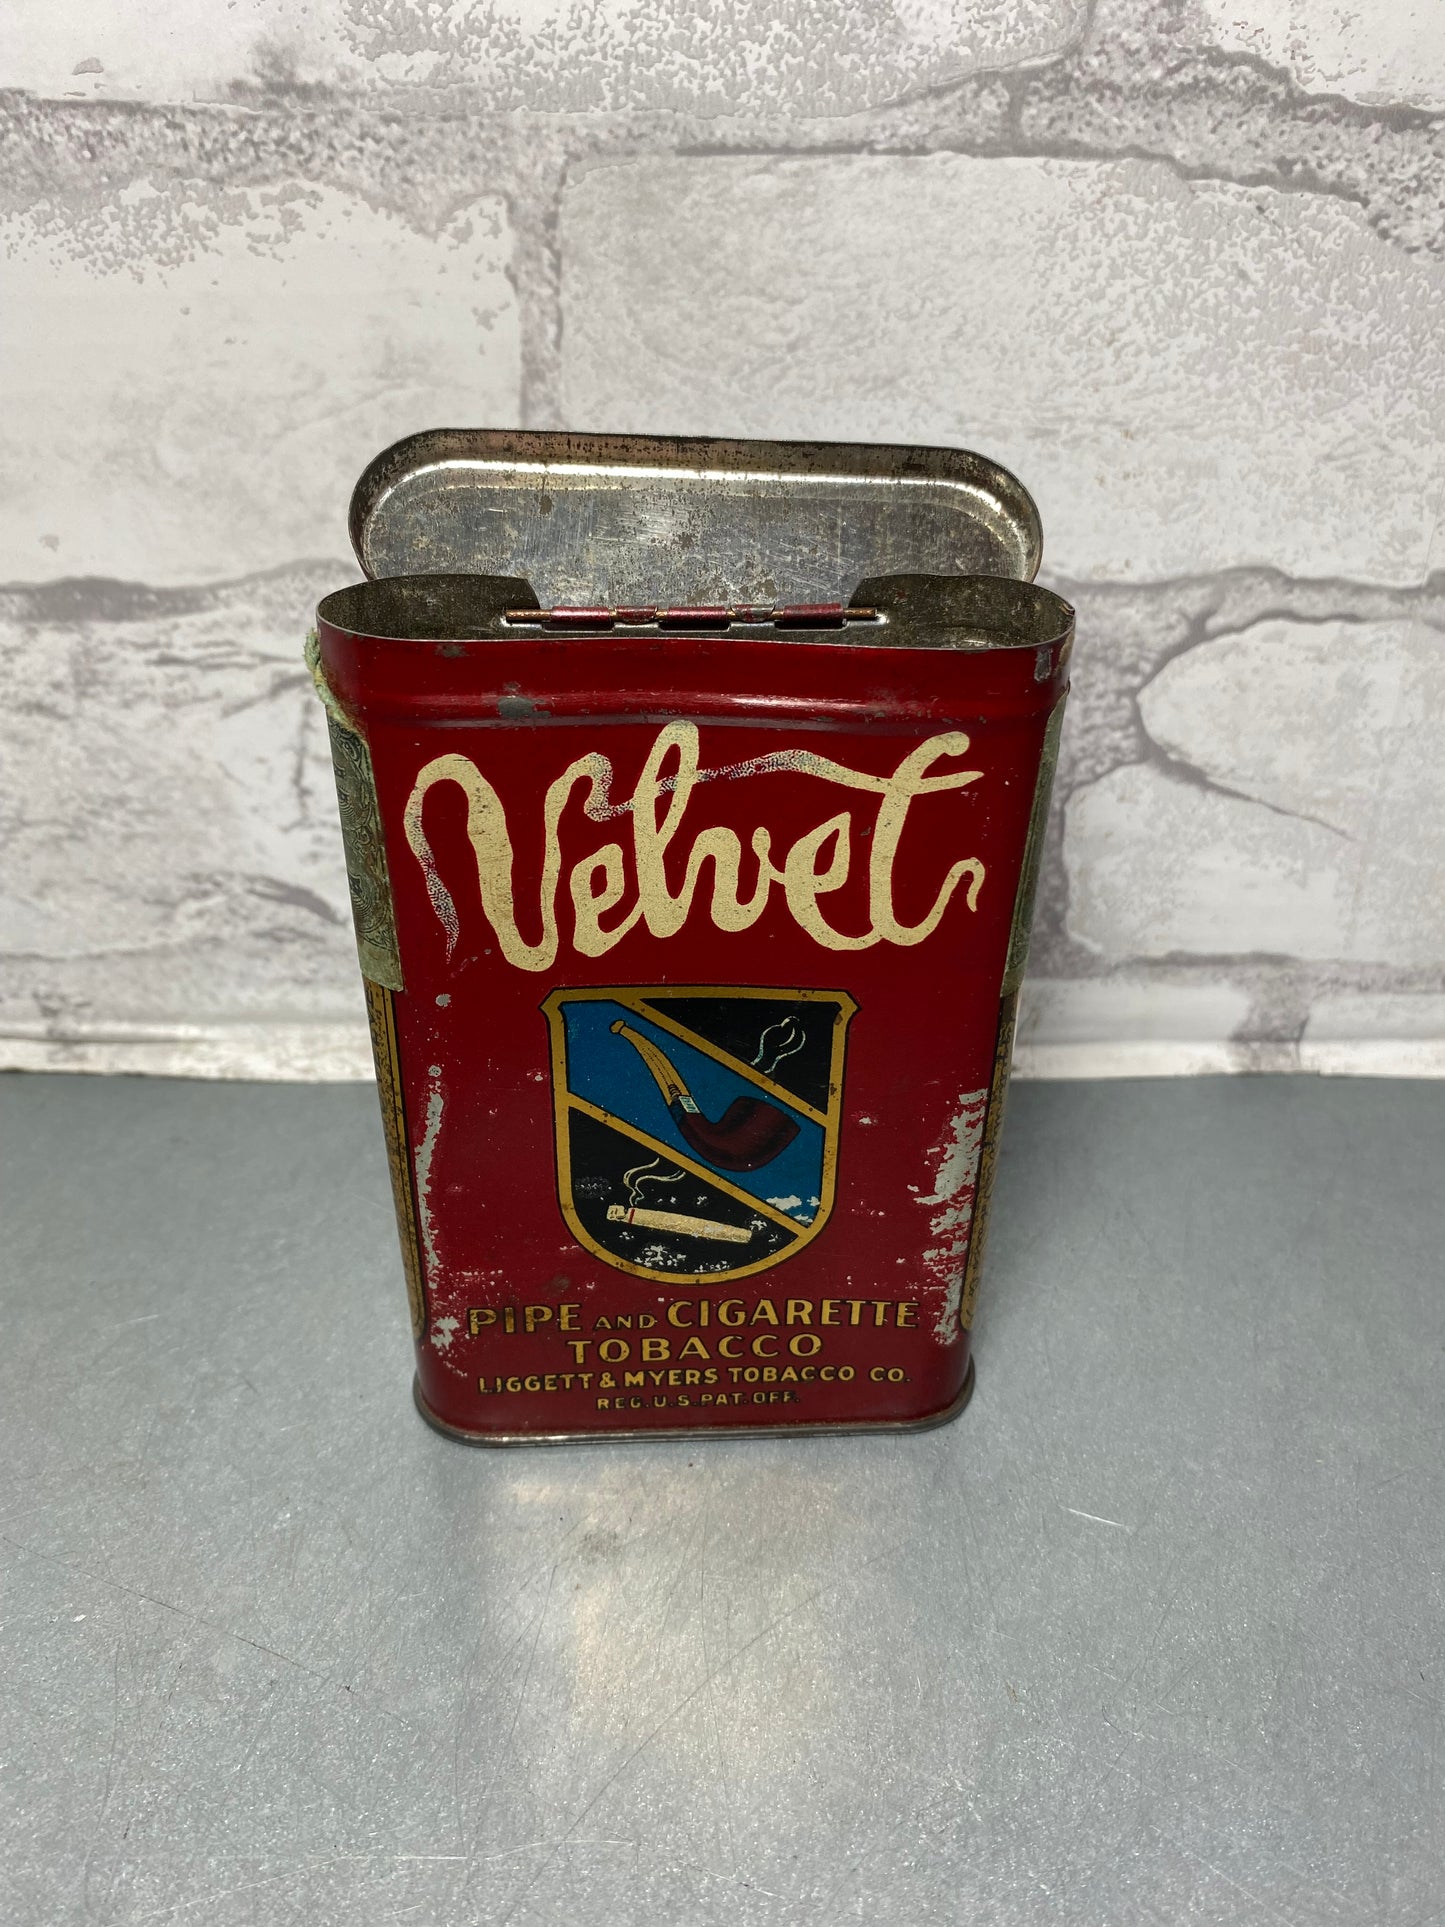 Velvet
PIPE AND CIGARETTE
TOBACCO
LIGGETT & MYERS TOBACCO CO.
REG. U.S. PAT. OFF.